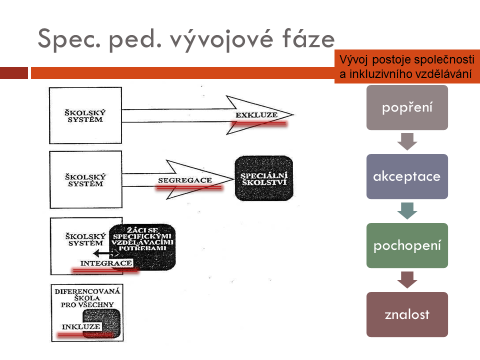 Spec. ped. vývojové fáze
Vývoj postoje společnosti
a inkluzivního vzdělávání
ŠKOLSKÝ
SYSTÉM
EXKLUZE
ŠKOLSKÝ
SYSTÉM
SEGREGACE
SPECIÁLNÍ
ŠKOLSTVÍ
ŠKOLSKÝ
SYSTÉM
ŽÁCI SE
SPECIFICKÝMI
VZDĚLÁVACÍMI
POTŘEBAMI
INTEGRACE
DIFERENCOVANÁ
ŠKOLA
PRO VŠECHNY
INKLUZE
popření
akceptace
pochopení
znalost